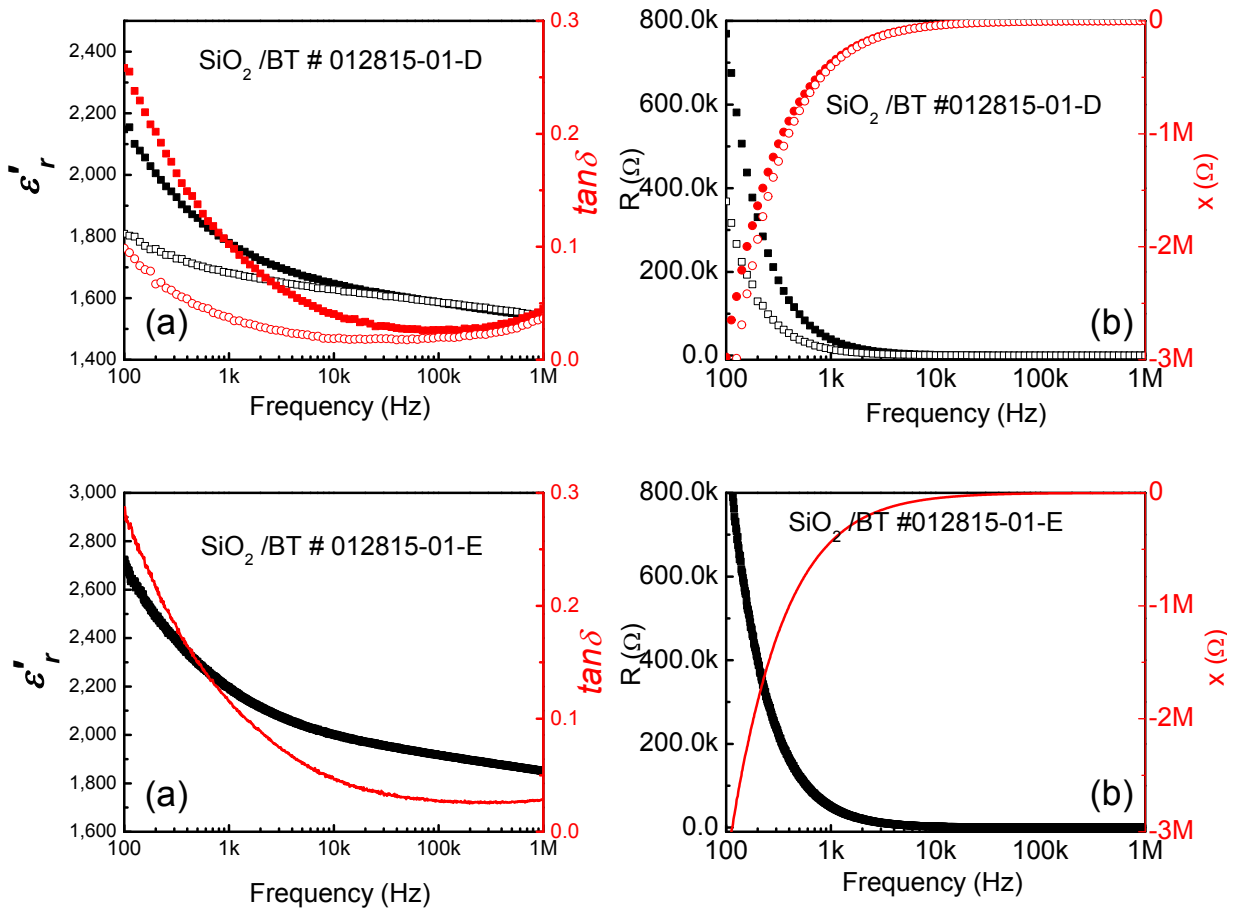 SiO2 /BT # 012815-01-D
ε'r
2,400
2,200
2,000
1,800
1,600
1,400
0.3
0.2
0.1
0.0
tanδ
(a)
100 1k 10k 100k 1M
Frequency (Hz)
SiO2 /BT #012815-01-D
R (Ω)
800.0k
600.0k
400.0k
200.0k
0.0
0
-1M
-2M
-3M
x (Ω)
(b)
100 1k 10k 100k 1M
Frequency (Hz)
SiO2 /BT # 012815-01-E
ε'r
3,000
2,800
2,600
2,400
2,200
2,000
1,800
1,600
0.3
0.2
0.1
0.0
tanδ
(a)
100 1k 10k 100k 1M
Frequency (Hz)
SiO2 /BT #012815-01-E
R (Ω)
800.0k
600.0k
400.0k
200.0k
0.0
0
-1M
-2M
-3M
x (Ω)
(b)
100 1k 10k 100k 1M
Frequency (Hz)